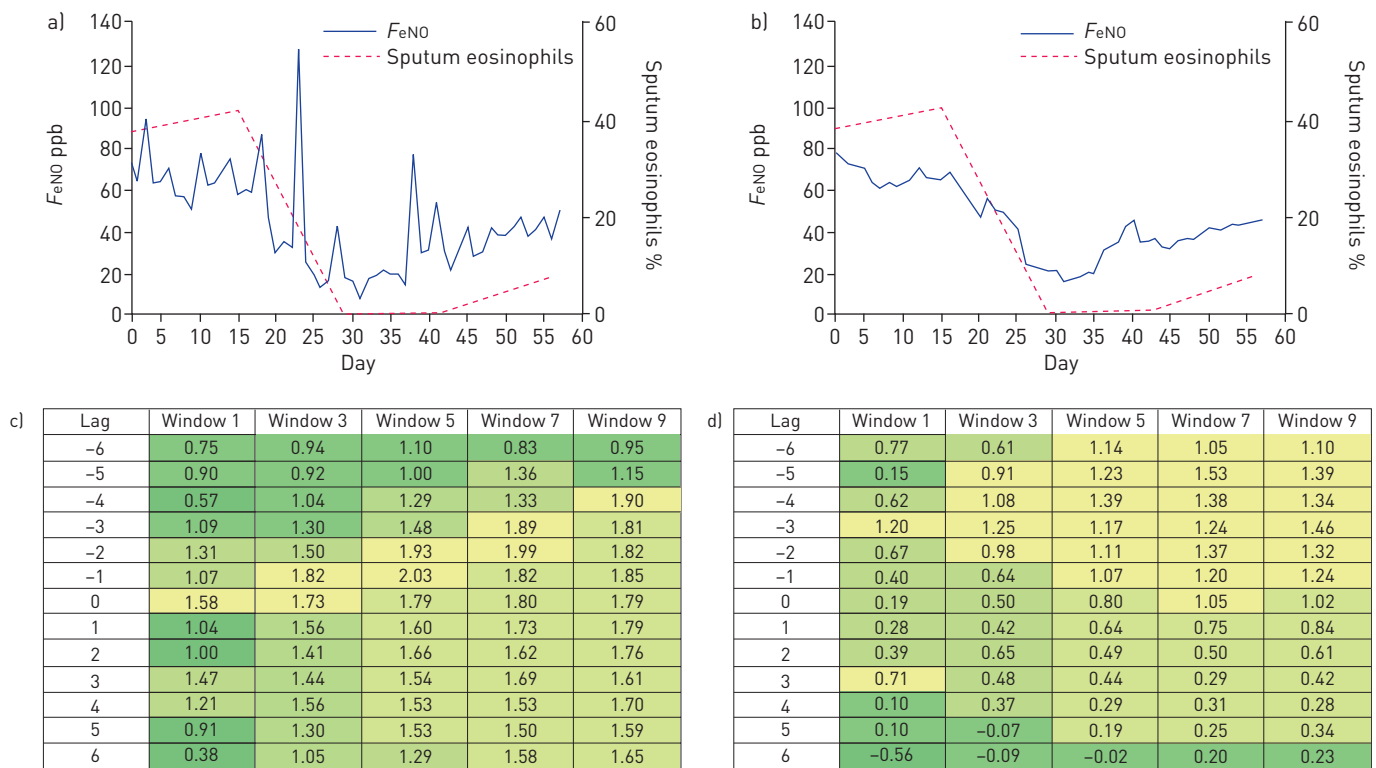 a)
140
120
100
80
60
40
20
0
FeNO ppb
0 5 10 15 20 25 30 35 40 45 50 55 60
Day
60
40
20
0
Sputum eosinophils %
FeNO
Sputum eosinophils
b)
140
120
100
80
60
40
20
0
FeNO ppb
0 5 10 15 20 25 30 35 40 45 50 55 60
Day
60
40
20
0
Sputum eosinophils %
FeNO
Sputum eosinophils
c)
Lag Window 1 Window 3 Window 5 Window 7 Window 9
–6 0.75 0.94 1.10 0.83 0.95
–5 0.90 0.92 1.00 1.36 1.15
–4 0.57 1.04 1.29 1.33 1.90
–3 1.09 1.30 1.48 1.89 1.81
–2 1.31 1.50 1.93 1.99 1.82
–1 1.07 1.82 2.03 1.82 1.85
0 1.58 1.73 1.79 1.80 1.79
1 1.04 1.56 1.60 1.73 1.79
2 1.00 1.41 1.66 1.62 1.76
3 1.47 1.44 1.54 1.69 1.61
4 1.21 1.56 1.53 1.53 1.70
5 0.91 1.30 1.53 1.50 1.59
6 0.38 1.05 1.29 1.58 1.65
d)
Lag Window 1 Window 3 Window 5 Window 7 Window 9
–6 0.77 0.61 1.14 1.05 1.10
–5 0.15 0.91 1.23 1.53 1.39
–4 0.62 1.08 1.39 1.38 1.34
–3 1.20 1.25 1.17 1.24 1.46
–2 0.67 0.98 1.11 1.37 1.32
–1 0.40 0.64 1.07 1.20 1.24
0 0.19 0.50 0.80 1.05 1.02
1 0.28 0.42 0.64 0.75 0.84
2 0.39 0.65 0.49 0.50 0.61
3 0.71 0.48 0.44 0.29 0.42
4 0.10 0.37 0.29 0.31 0.28
5 0.10 –0.07 0.19 0.25 0.34
6 –0.56 –0.09 –0.02 0.20 0.23